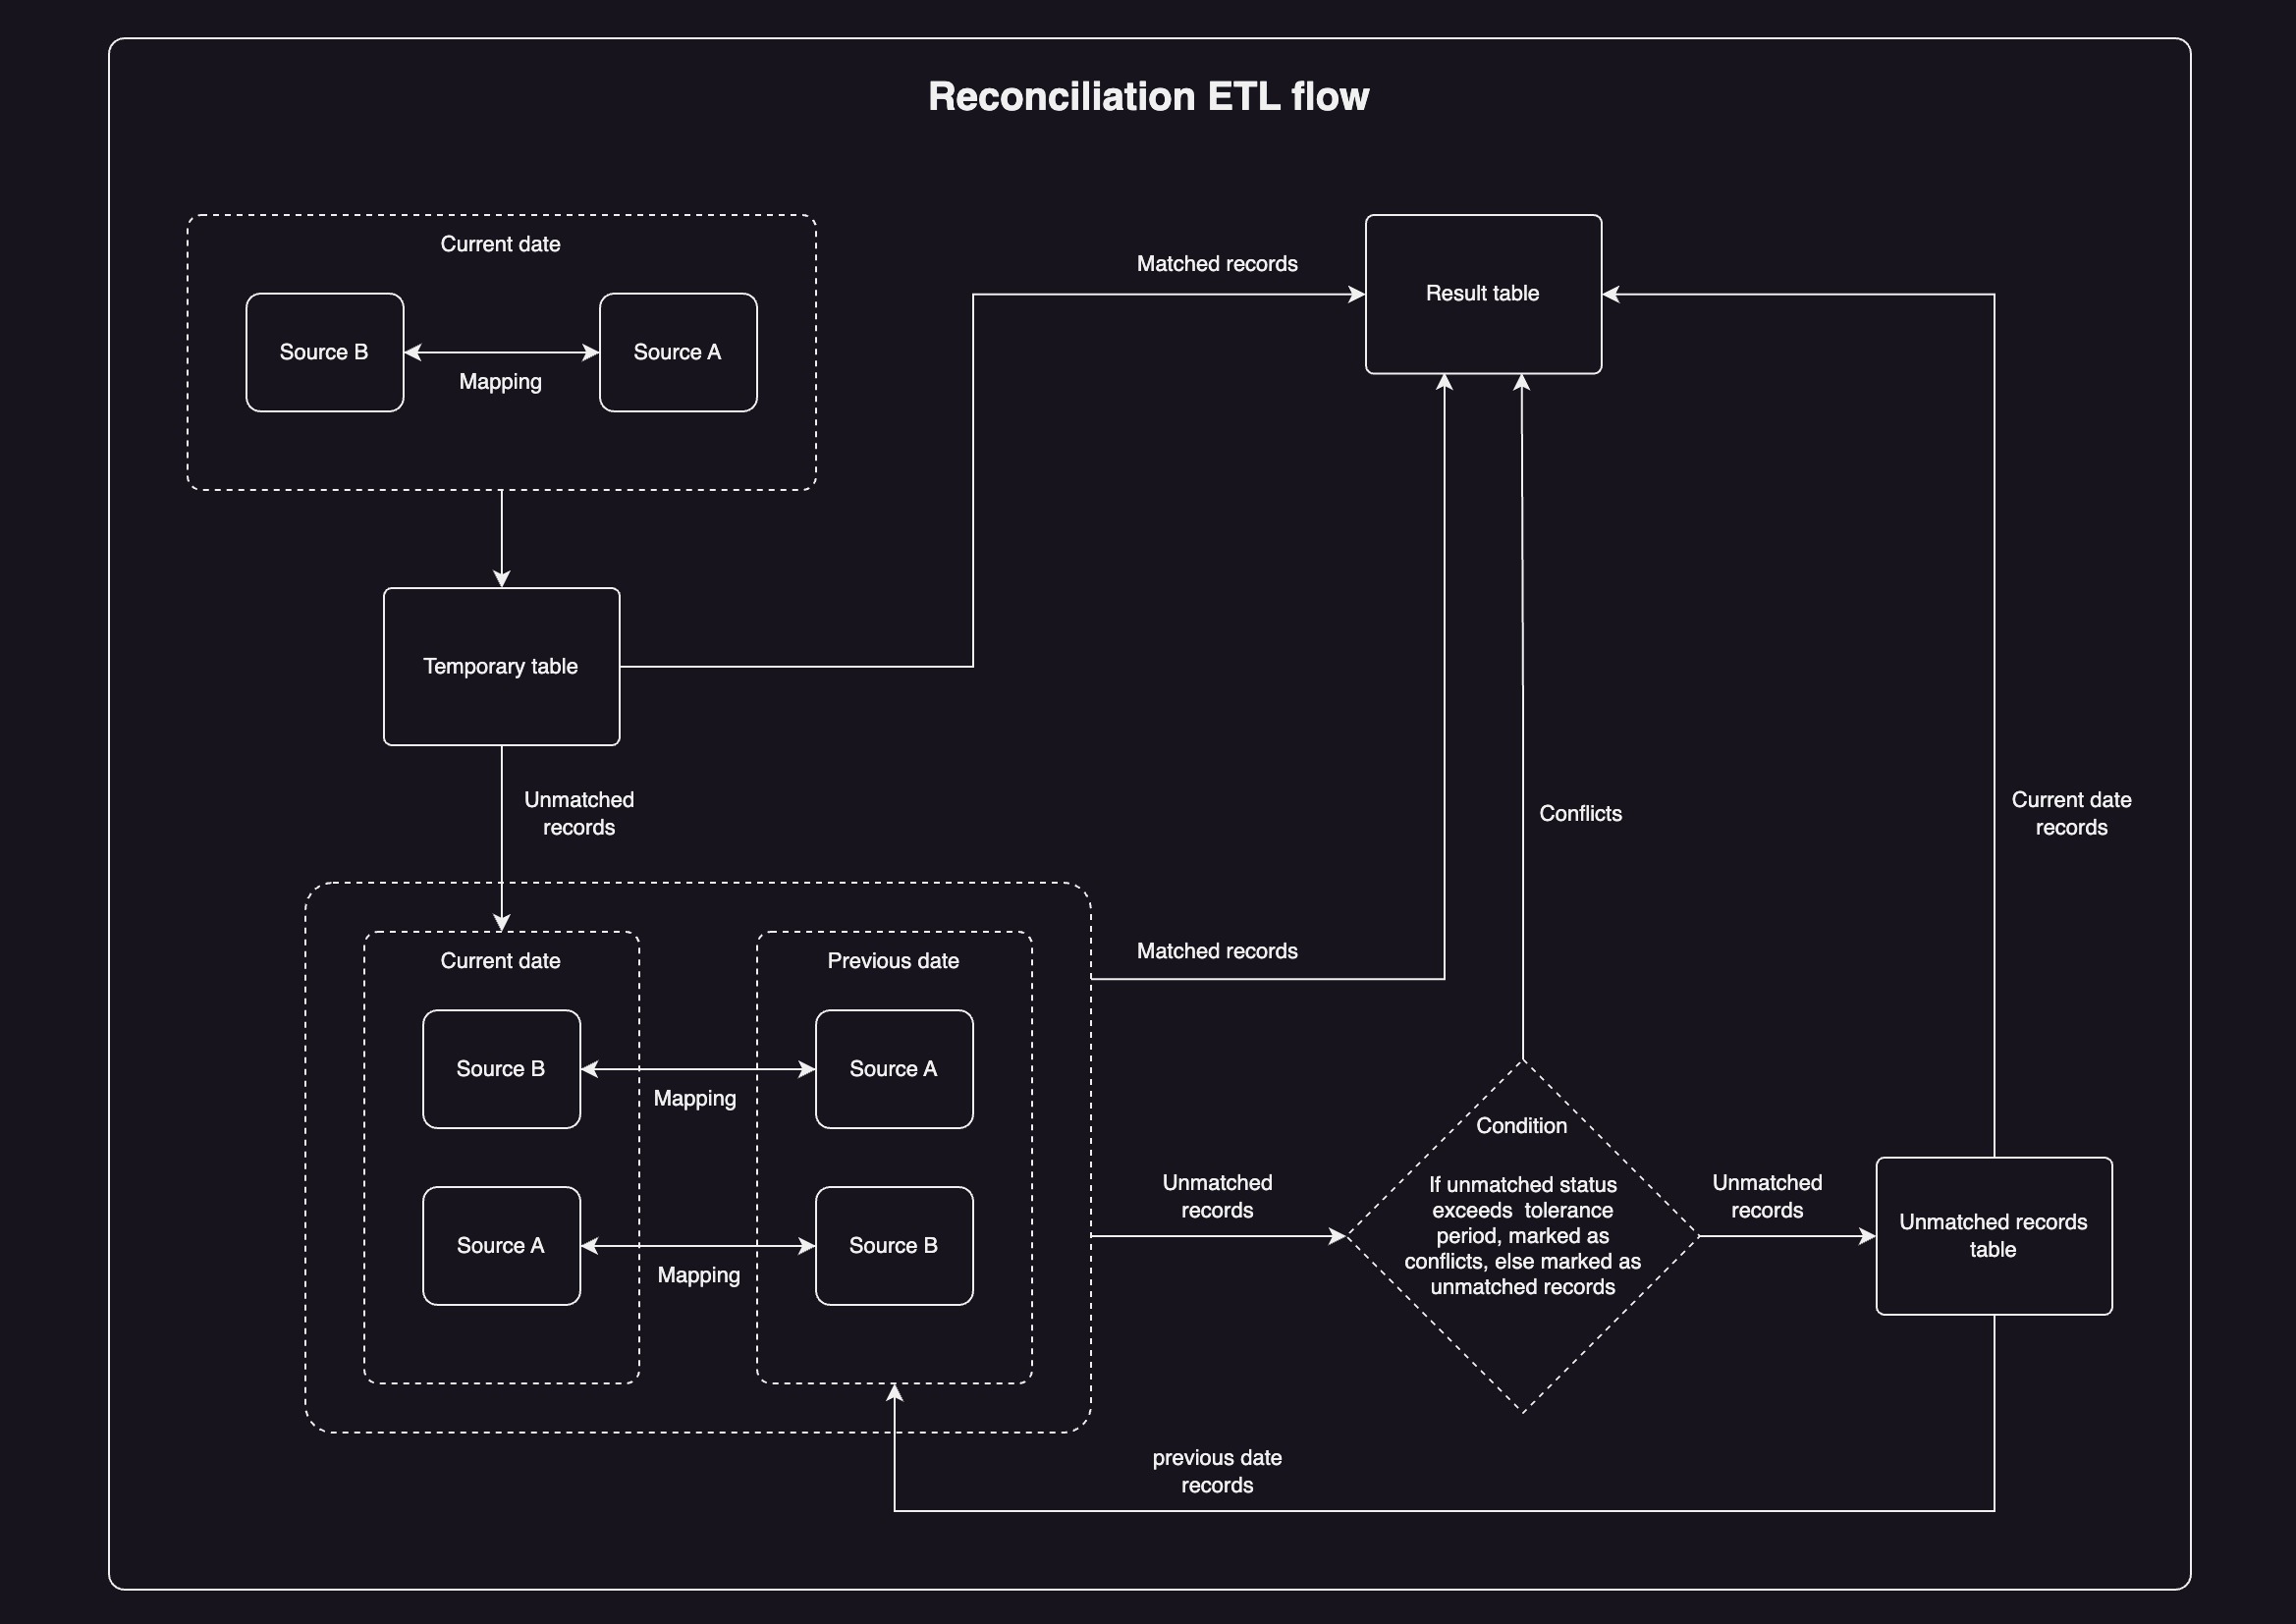 Reconciliation ETL flow
Current date
Source B
Source A
Mapping
Matched records
Result table
Temporary table
Unmatched
records
Conflicts
Current date
records
Current date
Previous date
Matched records
Source B
Source A
Mapping
Source A
Source B
Mapping
Unmatched
records
Condition
If unmatched status
exceeds  tolerance
period, marked as
conflicts, else marked as
unmatched records
Unmatched
records
Unmatched records
table
previous date
records